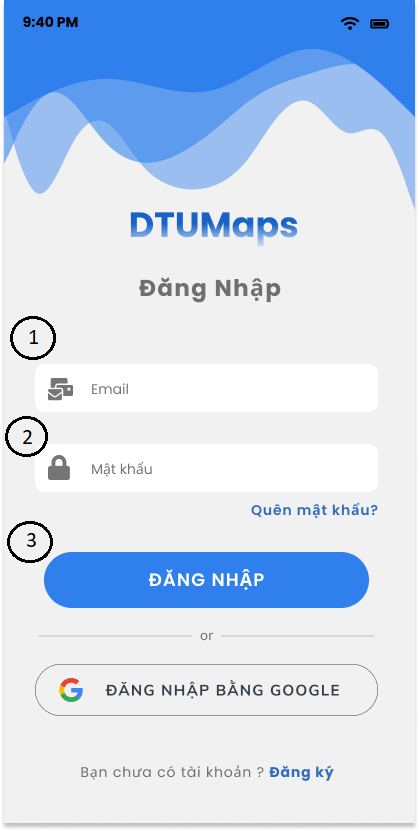 9:40 PM
DTUMaps
Đăng Nhập
1
Email
2
Mật khẩu
Quên mật khẩu?
3
ĐĂNG NHẬP
or
ĐĂNG NHẬP BẰNG GOOGLE
Bạn chưa có tài khoản ? Đăng ký